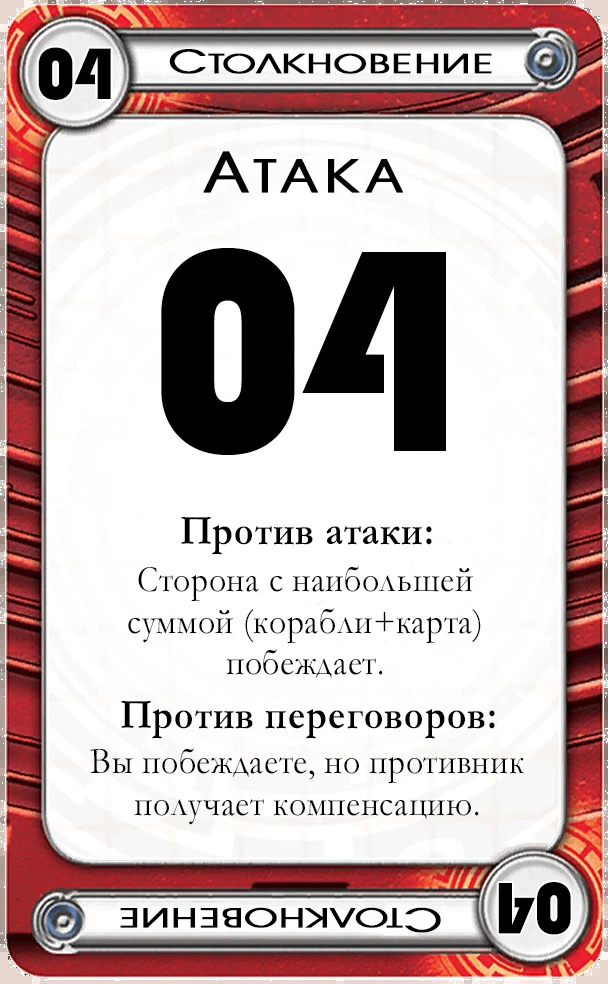 04 Столкновение
Атака
04
Против атаки:
Сторона с наибольшей
суммой (корабли+карта)
побеждает.
Против переговоров:
Вы побеждаете, но противник
получает компенсацию.
Столкновение 04